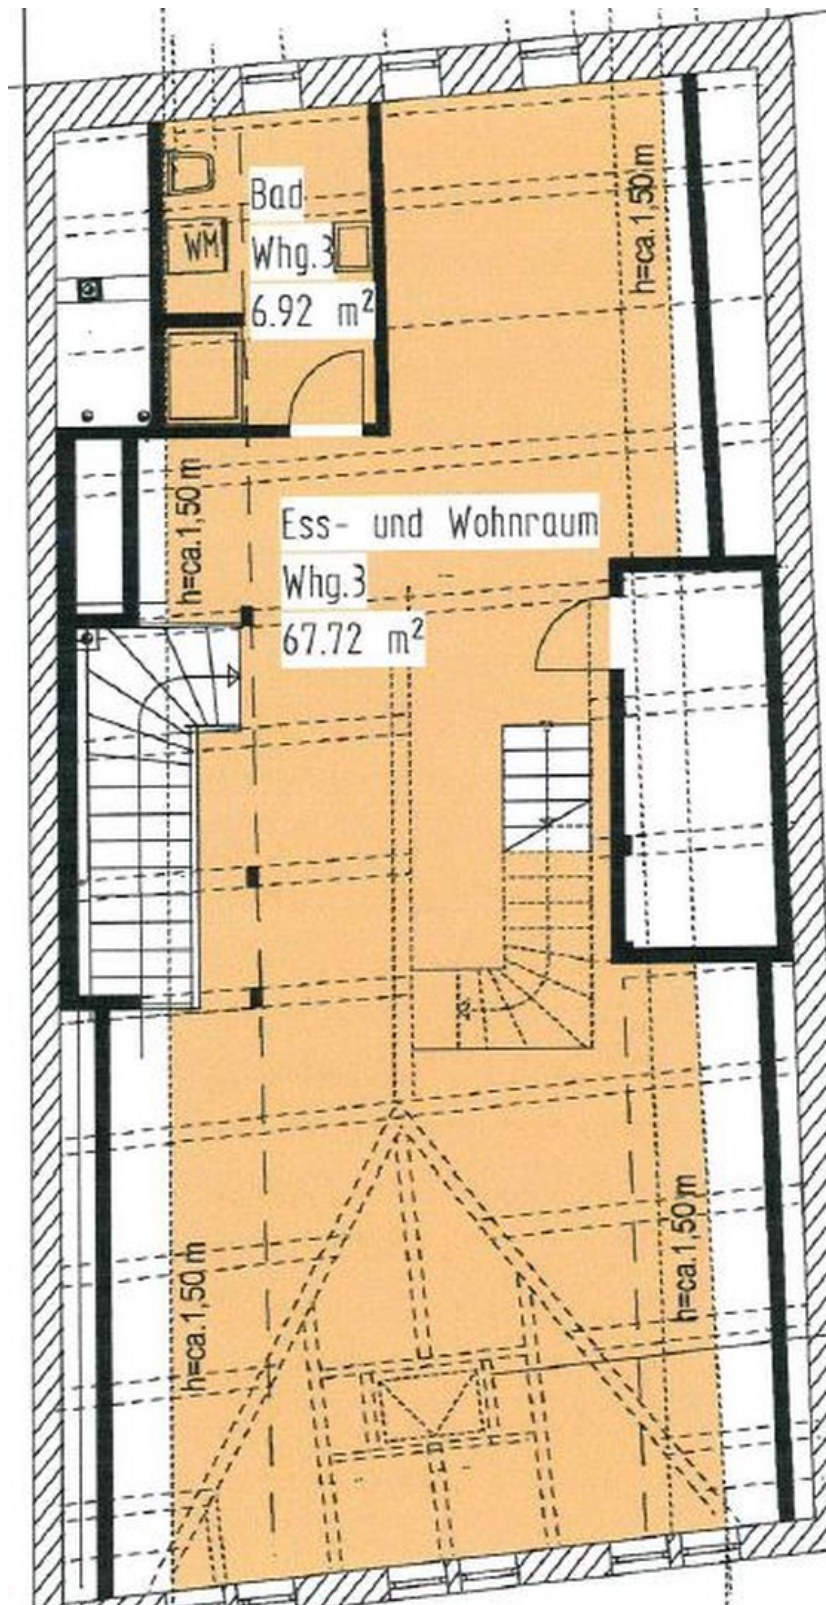 Bad
Whg.3
6.92 m²
WM
h=ca.1,50 m
h=ca.1,50 m
Ess- und Wohnraum
Whg.3
67.72 m²
h=ca.1,50 m
h=ca.1,50 m